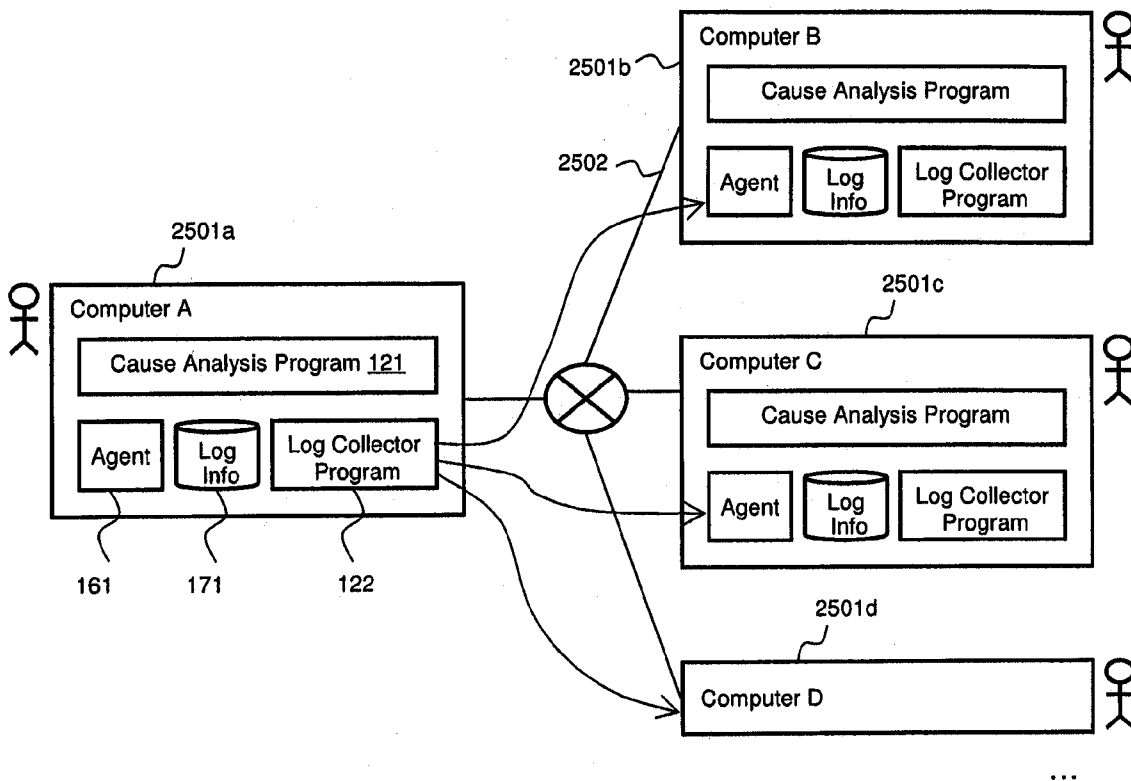 Computer B
2501b
Cause Analysis Program
2502
Agent
Log
Info
Log Collector
Program
2501a
Computer A
Cause Analysis Program 121
Agent
Log
Info
Log Collector
Program
161
171
122
2501c
Computer C
Cause Analysis Program
Agent
Log
Info
Log Collector
Program
2501d
Computer D
...